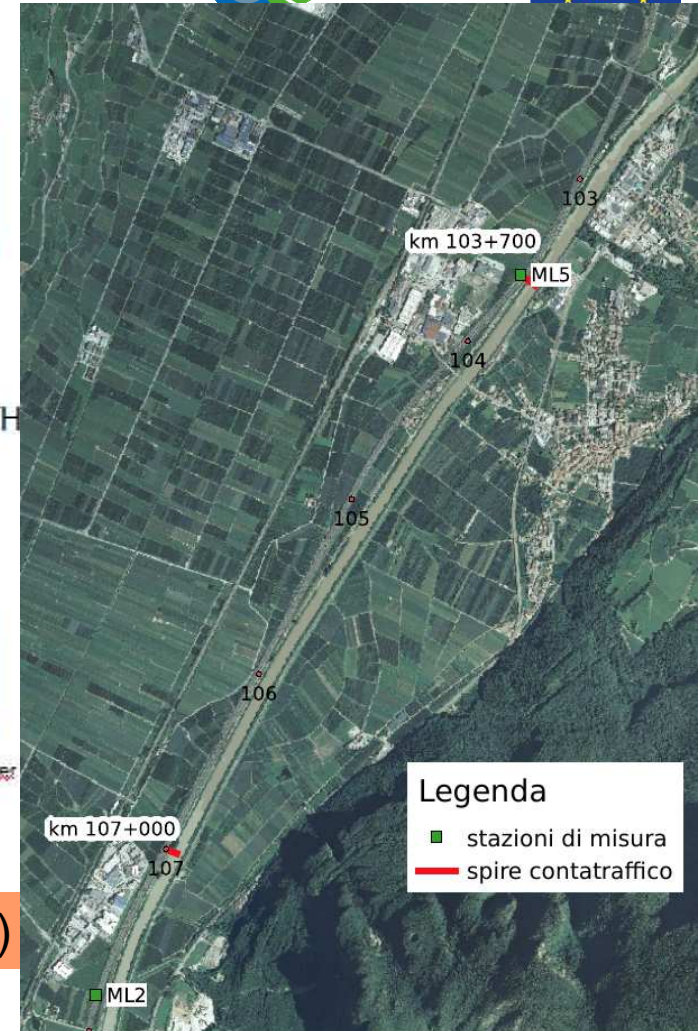 103
km 103+700
ML5
104
H
105
106
er
Legenda
stazioni di misura
spire contatraffico
km 107+000
107
)
ML2